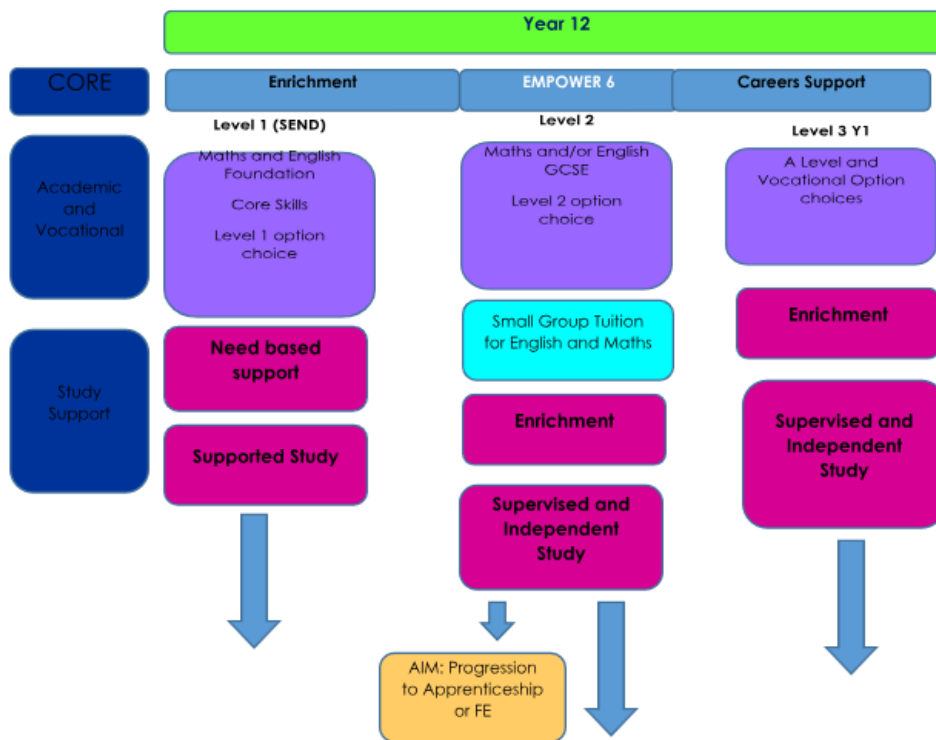 Year 12
CORE
Enrichment
EMPOWER 6
Careers Support
Level 1 (SEND)
Level 2
Level 3 Y1
Academic
and
Vocational
Maths and English
Foundation
Core Skills
Level 1 option
choice
Maths and/or English
GCSE
Level 2 option
choice
A Level and
Vocational Option
choices
Study
Support
Need based
support
Supported Study
Small Group Tuition
for English and Maths
Enrichment
Supervised and
Independent
Study
Enrichment
Supervised and
Independent
Study
AIM: Progression
to Apprenticeship
or FE